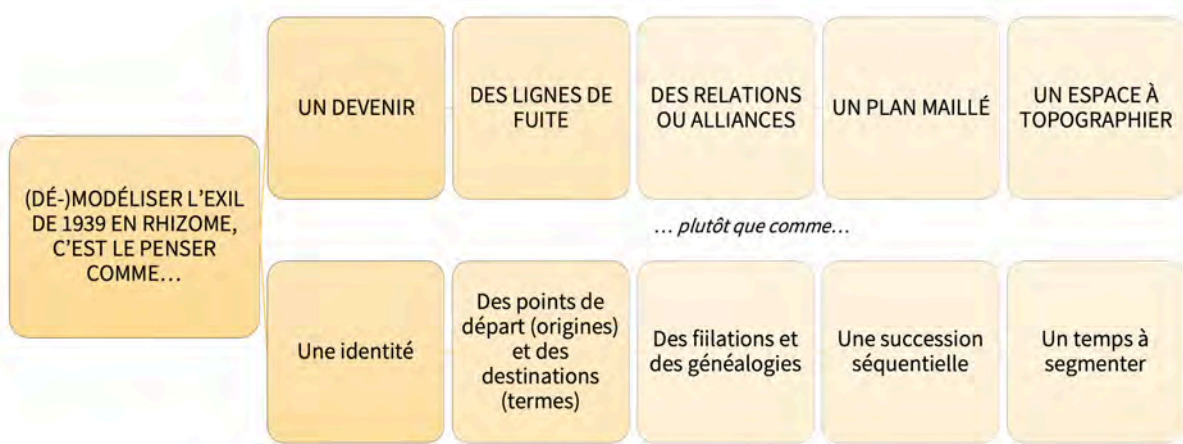 UN DEVENIR
DES LIGNES DE
FUITE
DES RELATIONS
OU ALLIANCES
UN PLAN MAILLÉ
UN ESPACE À
TOPOGRAPHIER
(DÉ-)MODÉLISER L’EXIL
DE 1939 EN RHIZOME,
C’EST LE PENSER
COMME…
… plutôt que comme…
Une identité
Des points de
départ (origines)
et des
destinations
(termes)
Des fiilations et
des généalogies
Une succession
séquentielle
Un temps à
segmenter